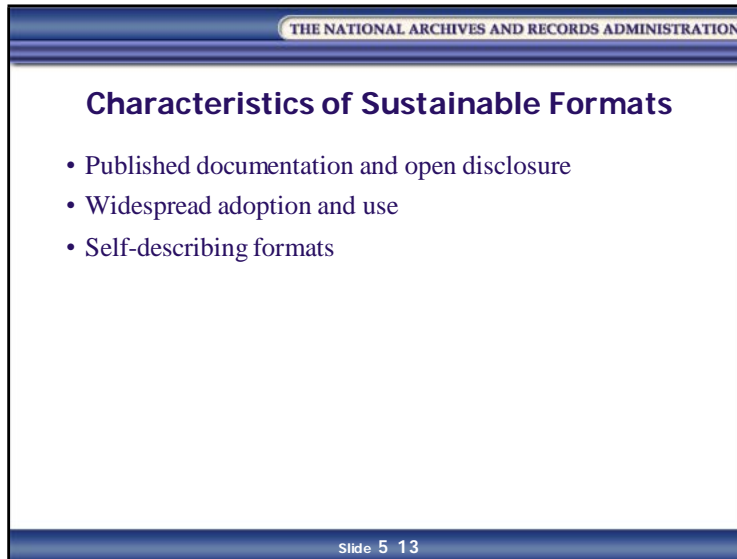 THE NATIONAL ARCHIVES AND RECORDS ADMINISTRATION
Characteristics of Sustainable Formats
• Published documentation and open disclosure
• Widespread adoption and use
• Self-describing formats
Slide 5 13